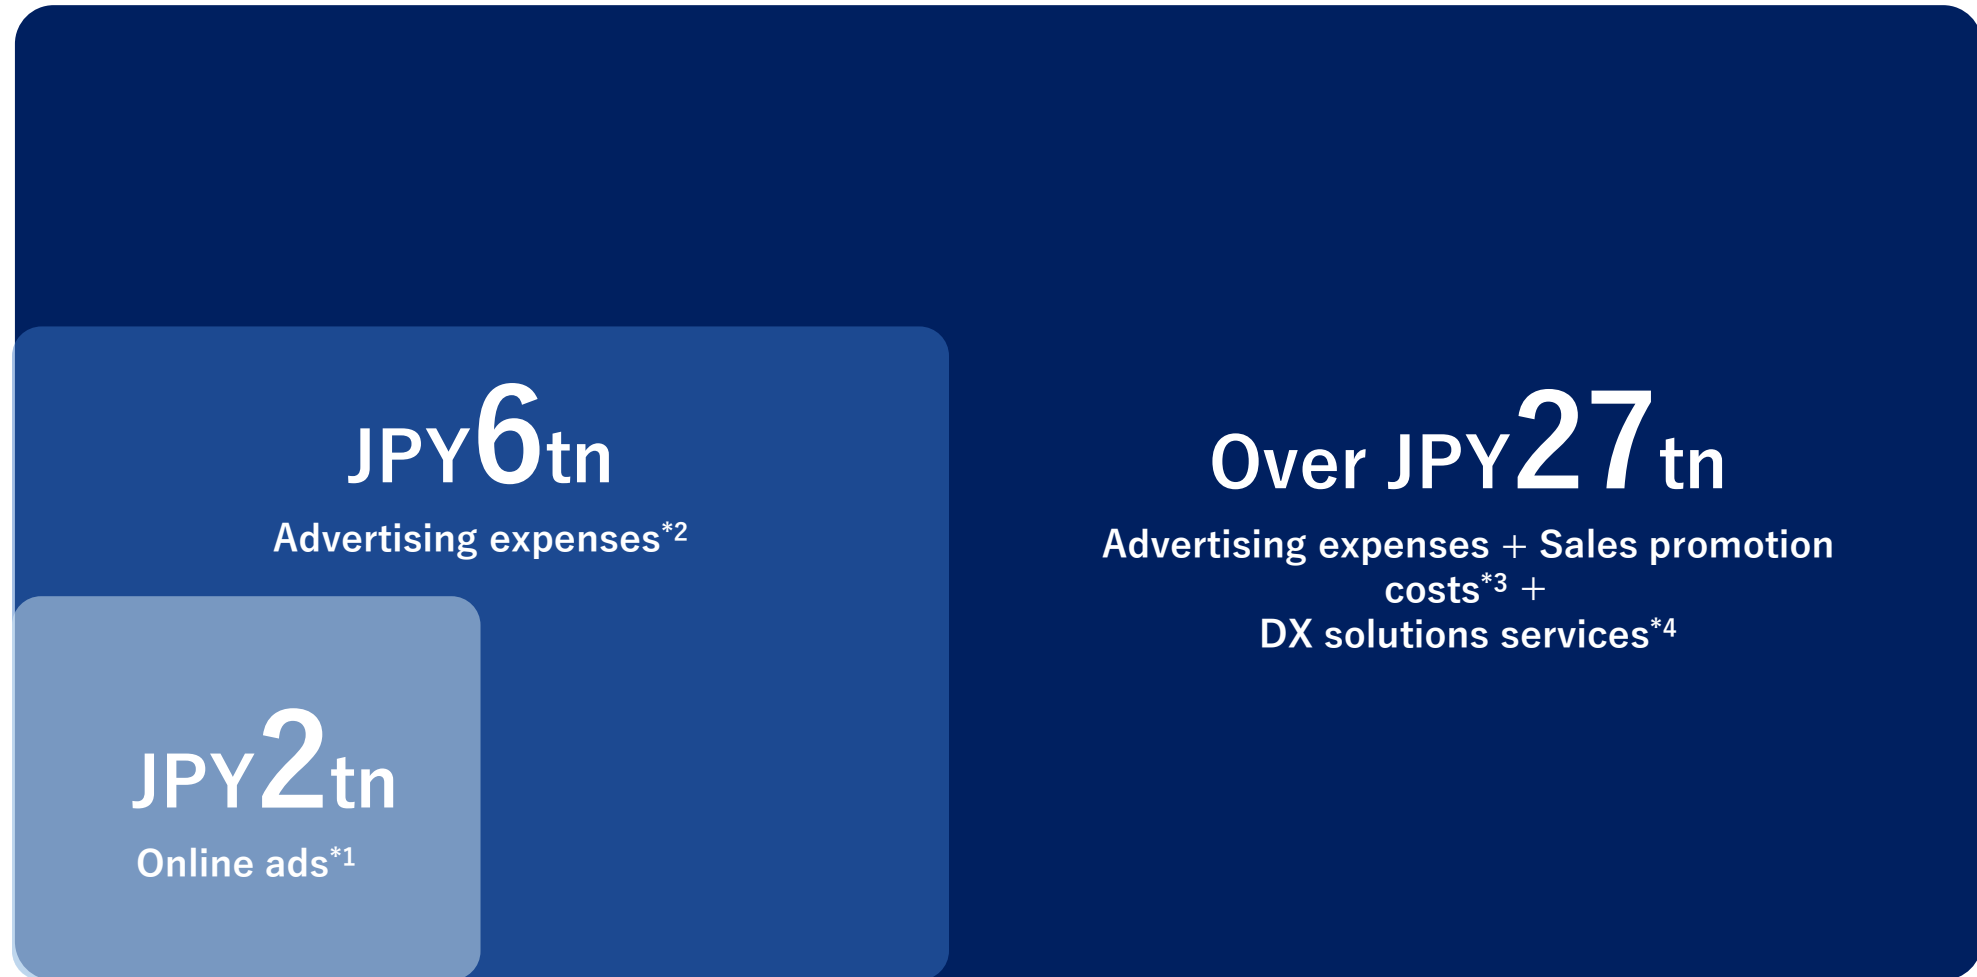 JPY6tn
Advertising expenses*2
JPY2tn
Online ads*1
Over JPY27tn
Advertising expenses + Sales promotion
costs*3 +
DX solutions services*4